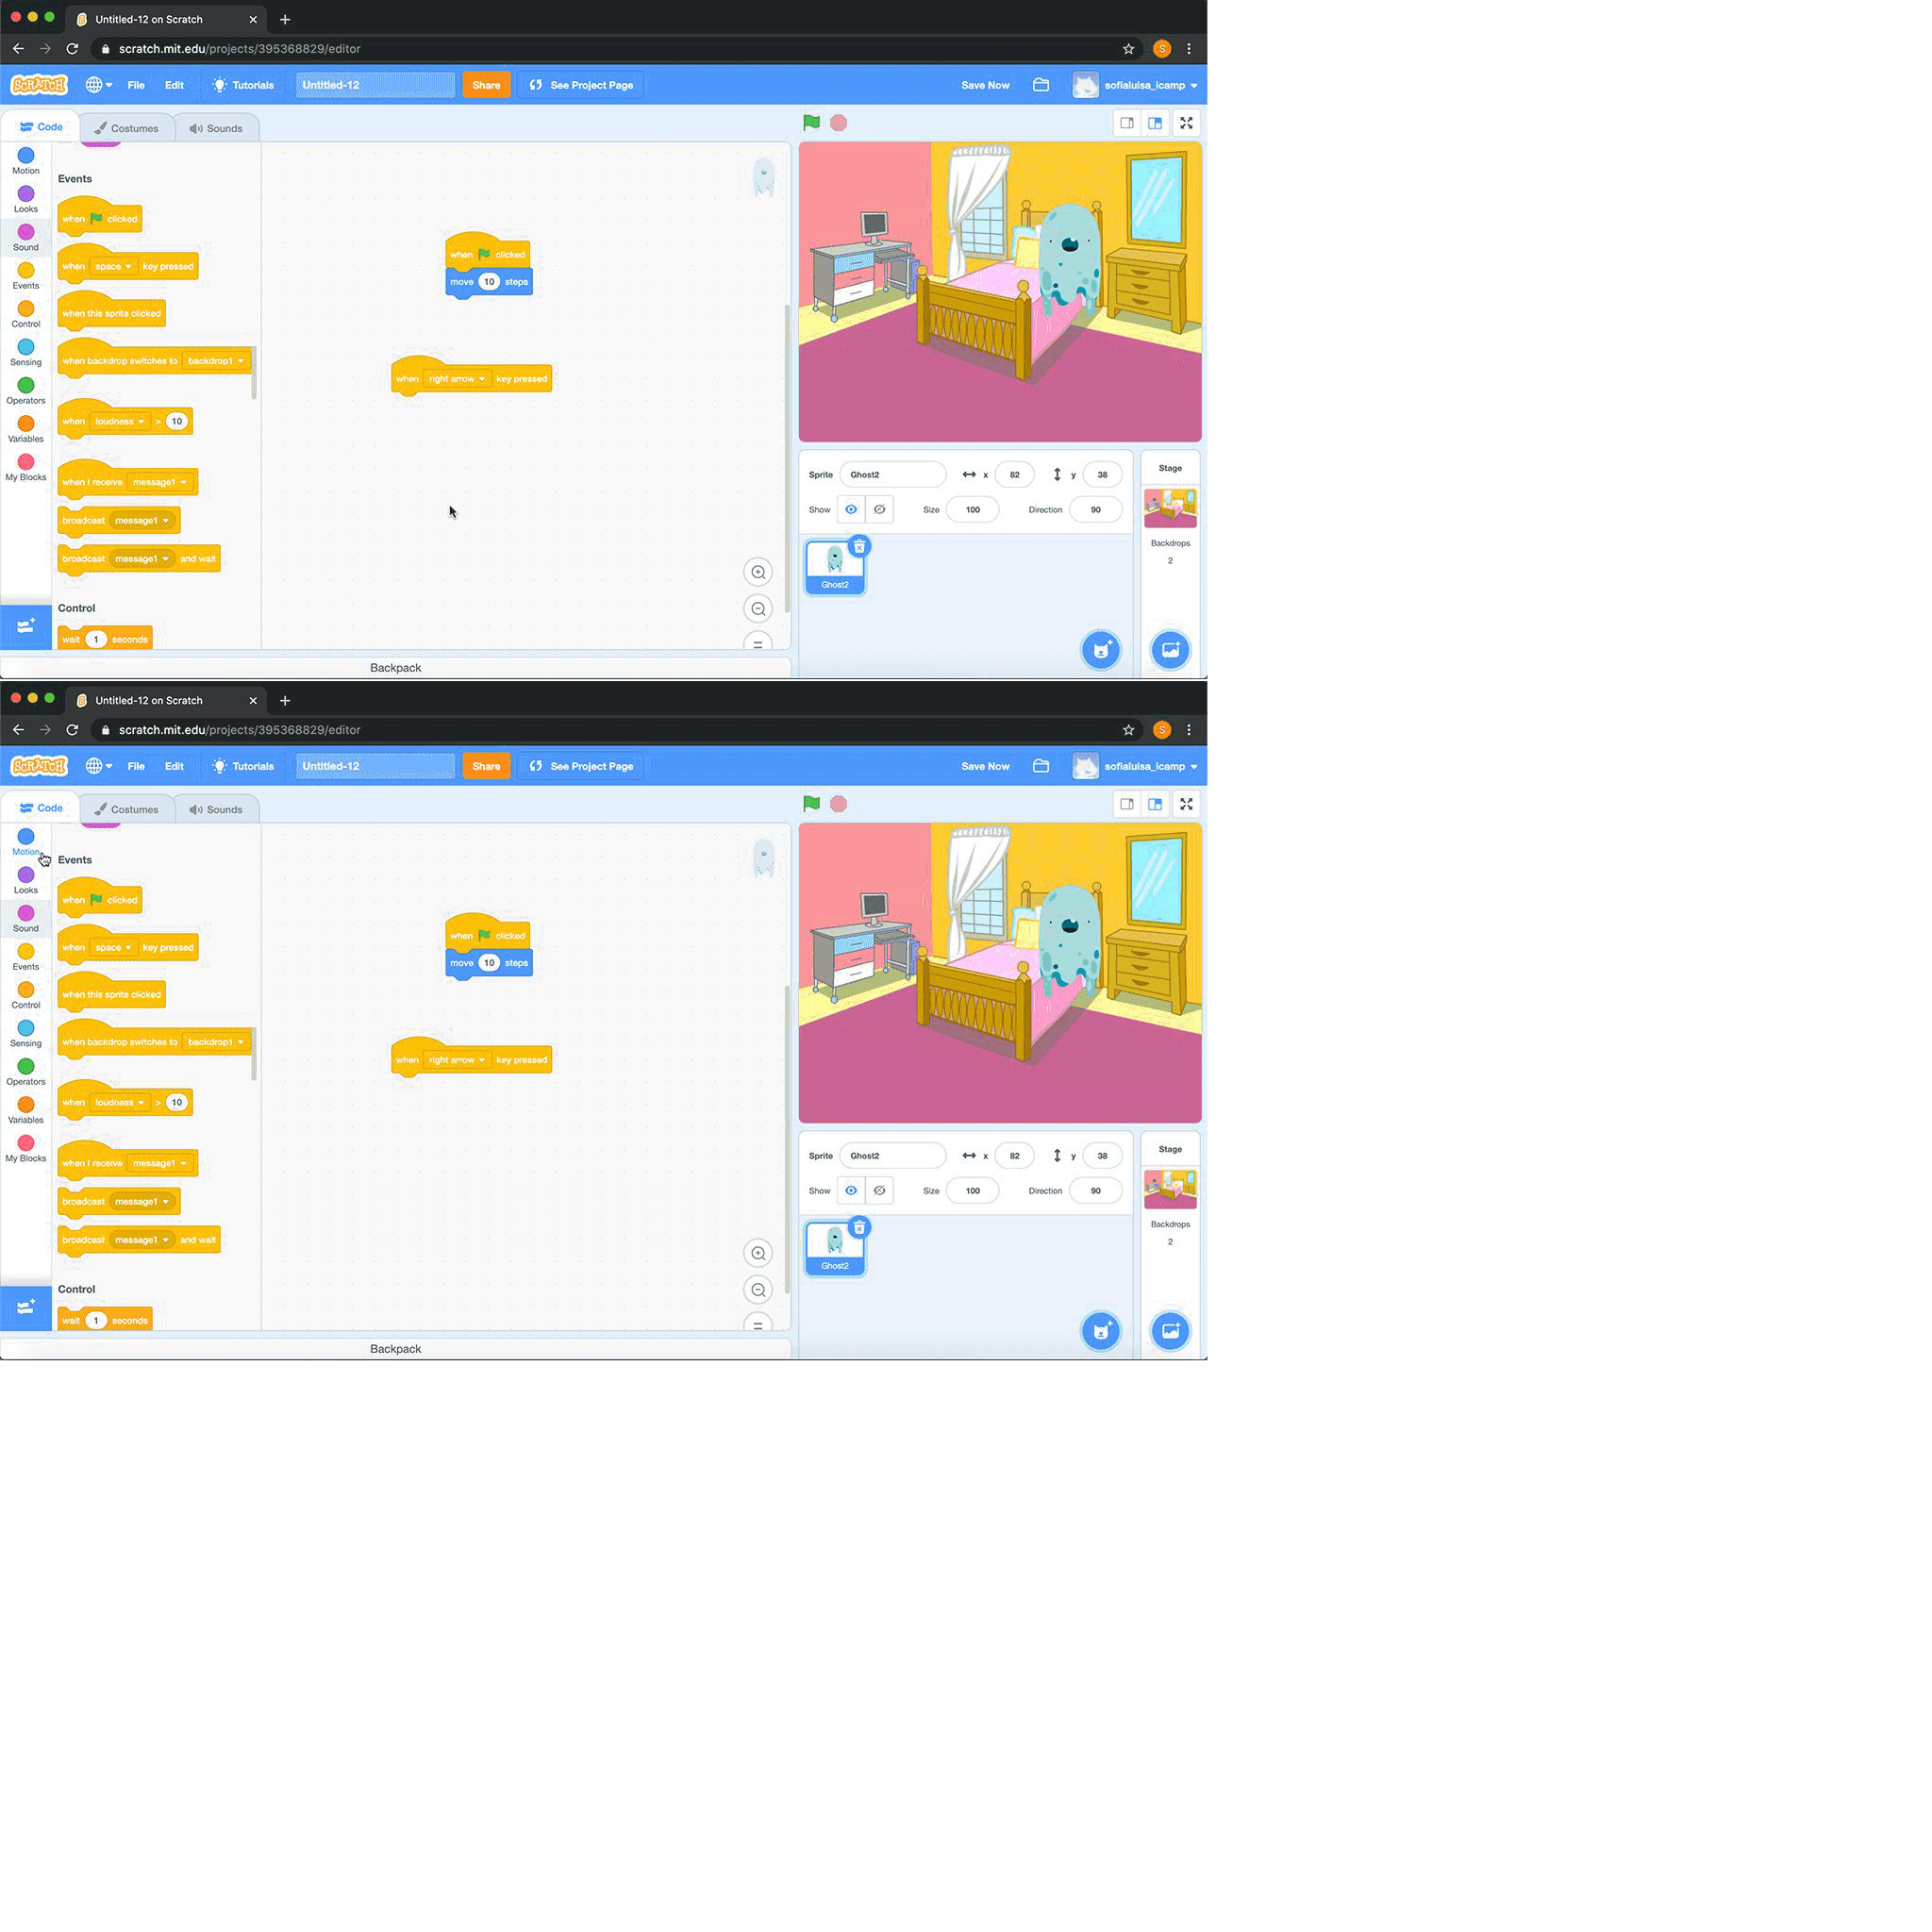 Untitled-12 on Scratch
scratch.mit.edu/projects/395368829/editor
S
SCRATCH File Edit Tutorials Untitled-12 Share See Project Page Save Now sofialuisa_icamp
Code Costumes Sounds
Motion
Looks
Sound
Events
Control
Sensing
Operators
Variables
My Blocks
Events
when clicked
when space key pressed
when this sprite clicked
when backdrop switches to backdrop1
when loudness > 10
when I receive message1
broadcast message1
broadcast message1 and wait
Control
wait 1 seconds
when clicked
move 10 steps
when right arrow key pressed
Backpack
Sprite Ghost2 x 82 y 38
Show Size 100 Direction 90
Ghost2
Stage
Backdrops
2
Untitled-12 on Scratch
scratch.mit.edu/projects/395368829/editor
S
SCRATCH File Edit Tutorials Untitled-12 Share See Project Page Save Now sofialuisa_icamp
Code Costumes Sounds
Motion
Looks
Sound
Events
Control
Sensing
Operators
Variables
My Blocks
Events
when clicked
when space key pressed
when this sprite clicked
when backdrop switches to backdrop1
when loudness > 10
when I receive message1
broadcast message1
broadcast message1 and wait
Control
wait 1 seconds
when clicked
move 10 steps
when right arrow key pressed
Backpack
Sprite Ghost2 x 82 y 38
Show Size 100 Direction 90
Ghost2
Stage
Backdrops
2